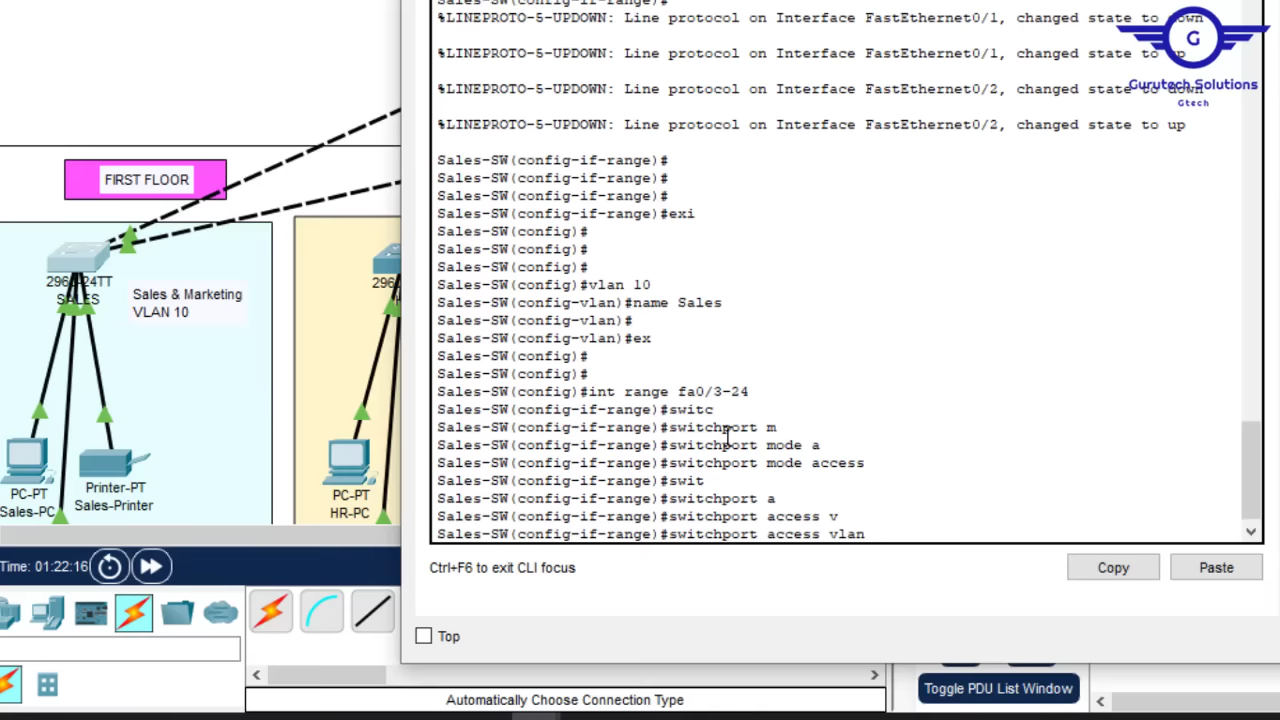 Sales-SW(config-if-range)#
%LINEPROTO-5-UPDOWN: Line protocol on Interface FastEthernet0/1, changed state to down
%LINEPROTO-5-UPDOWN: Line protocol on Interface FastEthernet0/1, changed state to up
%LINEPROTO-5-UPDOWN: Line protocol on Interface FastEthernet0/2, changed state to down
%LINEPROTO-5-UPDOWN: Line protocol on Interface FastEthernet0/2, changed state to up
Sales-SW(config-if-range)#
Sales-SW(config-if-range)#
Sales-SW(config-if-range)#
Sales-SW(config-if-range)#exi
Sales-SW(config)#
Sales-SW(config)#
Sales-SW(config)#
Sales-SW(config)#vlan 10
Sales-SW(config-vlan)#name Sales
Sales-SW(config-vlan)#
Sales-SW(config-vlan)#ex
Sales-SW(config)#
Sales-SW(config)#
Sales-SW(config)#int range fa0/3-24
Sales-SW(config-if-range)#switc
Sales-SW(config-if-range)#switchport m
Sales-SW(config-if-range)#switchport mode a
Sales-SW(config-if-range)#switchport mode access
Sales-SW(config-if-range)#swit
Sales-SW(config-if-range)#switchport a
Sales-SW(config-if-range)#switchport access v
Sales-SW(config-if-range)#switchport access vlan
G
Gurutech Solutions
Gtech
FIRST FLOOR
2960-24TT
SALES
Sales & Marketing
VLAN 10
296
PC-PT
Sales-PC
Printer-PT
Sales-Printer
PC-PT
HR-PC
Ctrl+F6 to exit CLI focus
Copy
Paste
Top
Time: 01:22:16
Automatically Choose Connection Type
Toggle PDU List Window